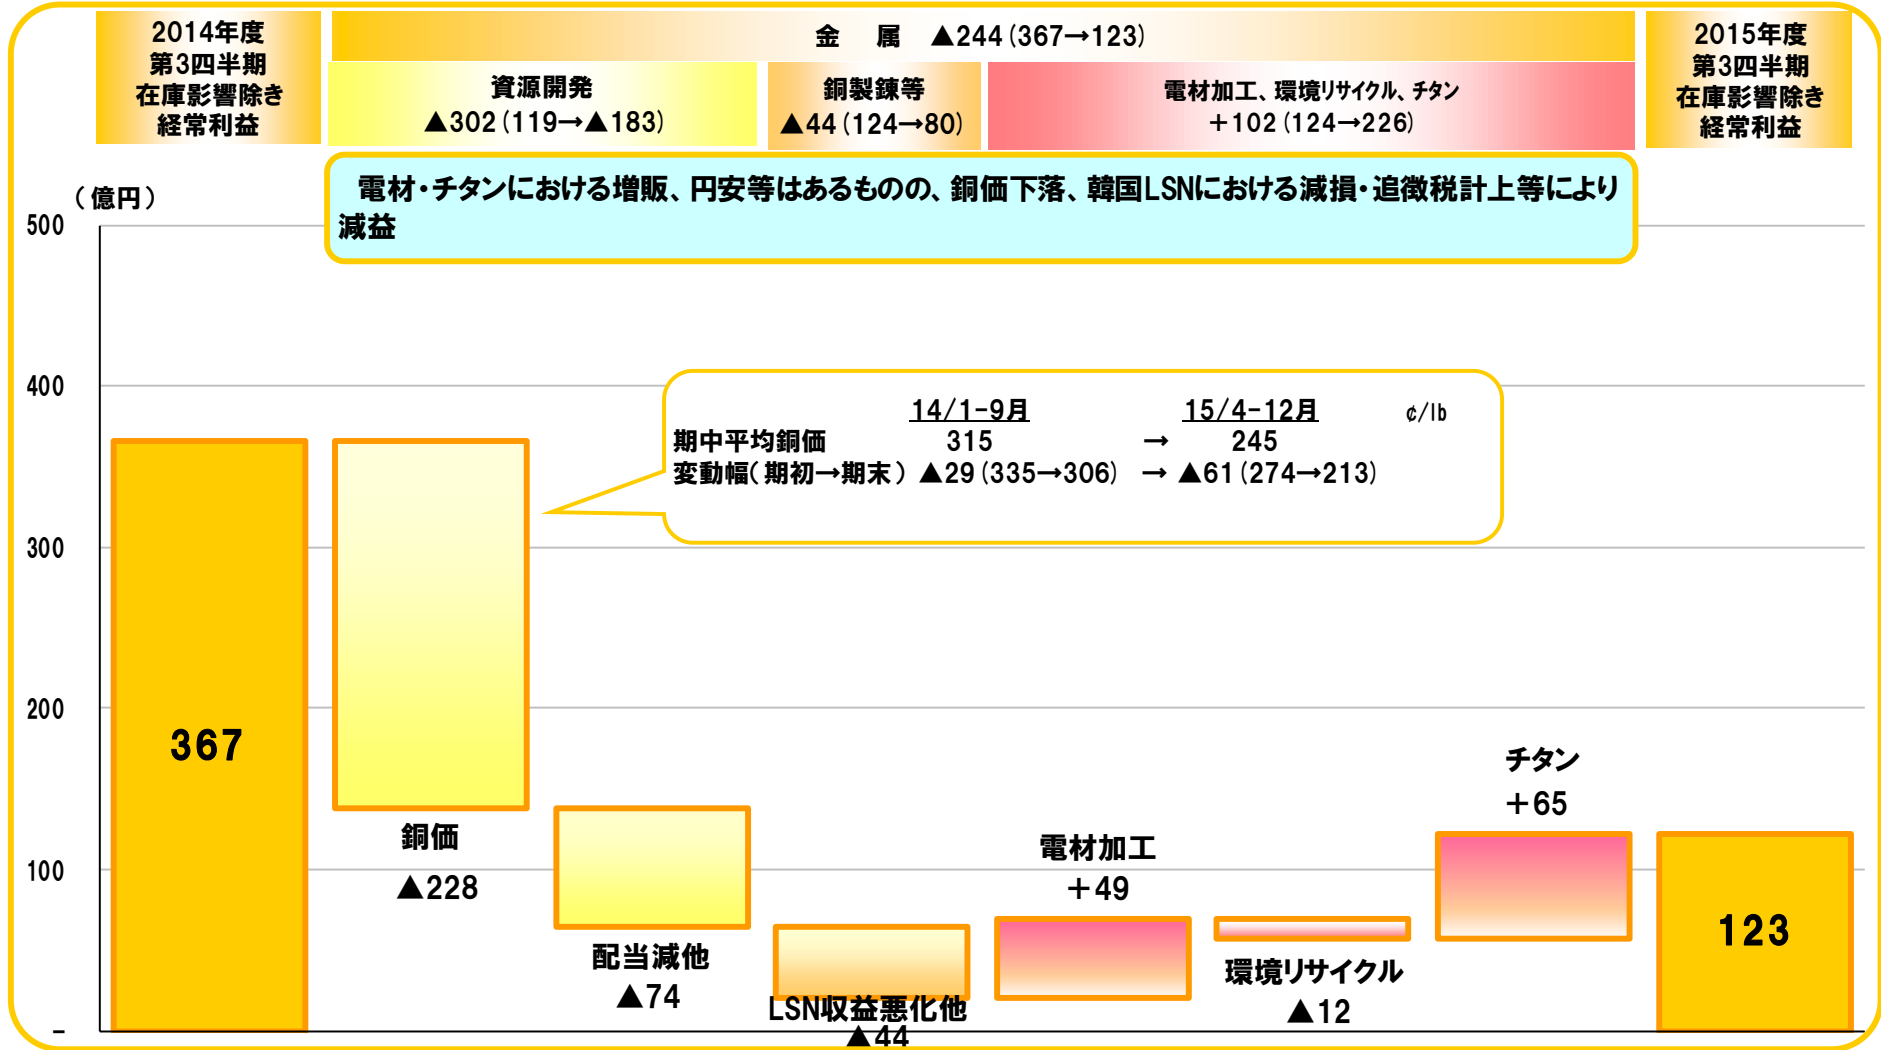 2014年度
第3四半期
在庫影響除き
経常利益
金 属 ▲244(367→123)
資源開発
▲302(119→▲183)
銅製錬等
▲44(124→80)
電材加工、環境リサイクル、チタン
+102(124→226)
2015年度
第3四半期
在庫影響除き
経常利益
電材・チタンにおける増販、円安等はあるものの、銅価下落、韓国LSNにおける減損・追徴税計上等により
減益
(億円)
500
400
300
200
100
-
14/1-9月 15/4-12月 ¢/lb
期中平均銅価 315 → 245
変動幅(期初→期末) ▲29(335→306) → ▲61(274→213)
367
銅価
▲228
配当減他
▲74
LSN収益悪化他
▲44
電材加工
+49
環境リサイクル
▲12
チタン
+65
123